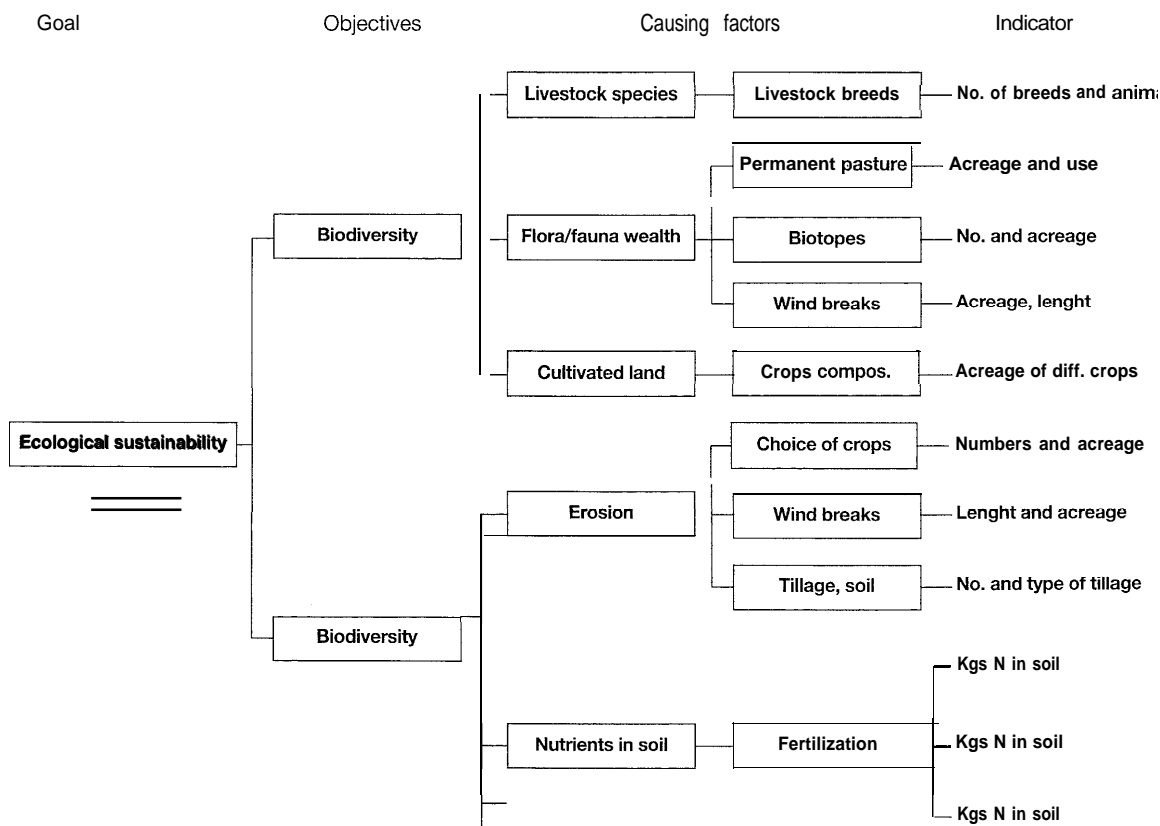 Goal Objectives Causing factors Indicator
Livestock species Livestock breeds No. of breeds and
Permanent pasture Acreage and use
Biodiversity Flora/fauna wealth Biotopes No. and acreage
Wind breaks Acreage, lenght
Cultivated land Crops compos. Acreage of diff. crops
Ecological sustainability Choice of crops Numbers and acreage
Erosion Wind breaks Lenght and acreage
Tillage, soil No. and type of tillage
Biodiversity
Kgs N in soil
Nutrients in soil Fertilization Kgs N in soil
Kgs N in soil